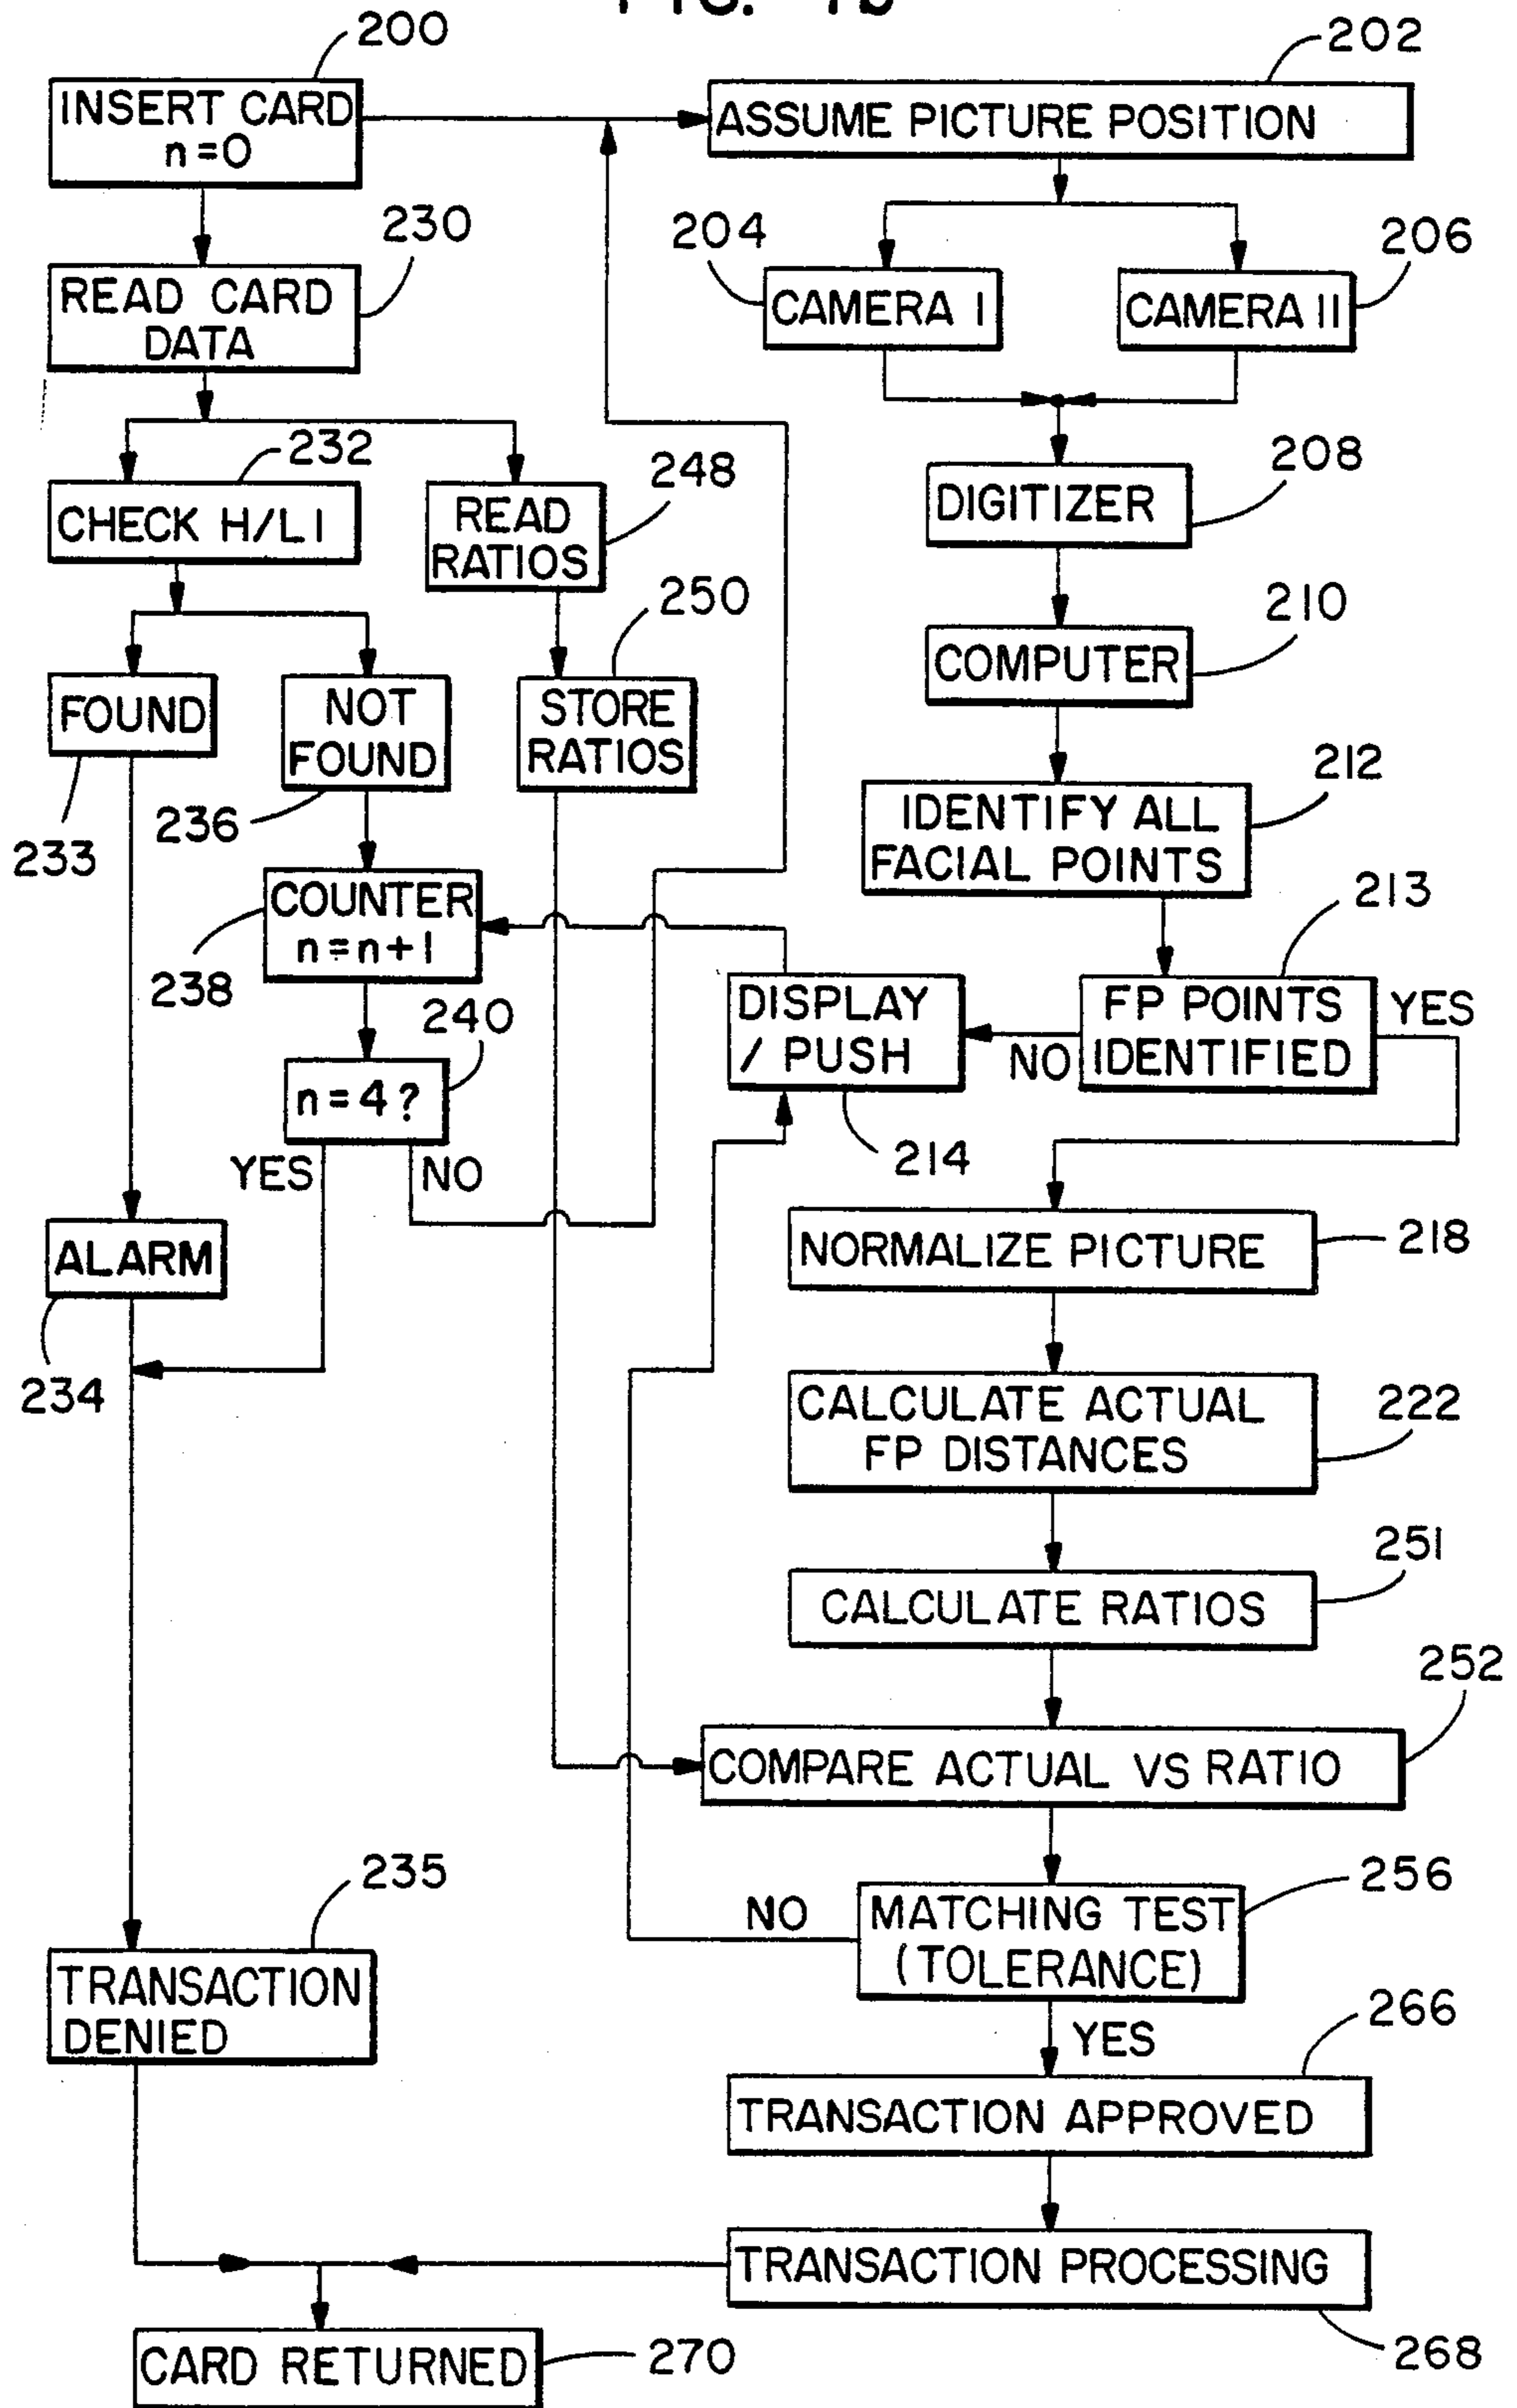 200
202
INSERT CARD
n=0
ASSUME PICTURE POSITION
230
204
206
READ CARD
DATA
CAMERA I
CAMERA II
232
248
208
CHECK H/LI
READ
RATIOS
DIGITIZER
250
210
COMPUTER
FOUND
NOT
FOUND
STORE
RATIOS
233
236
212
IDENTIFY ALL
FACIAL POINTS
213
COUNTER
n=n+1
238
240
DISPLAY
/ PUSH
NO
FP POINTS
IDENTIFIED
YES
n=4?
YES
NO
214
ALARM
234
NORMALIZE PICTURE
218
CALCULATE ACTUAL
FP DISTANCES
222
251
CALCULATE RATIOS
252
COMPARE ACTUAL VS RATIO
235
256
NO
MATCHING TEST
(TOLERANCE)
TRANSACTION
DENIED
YES
266
TRANSACTION APPROVED
TRANSACTION PROCESSING
268
CARD RETURNED
270